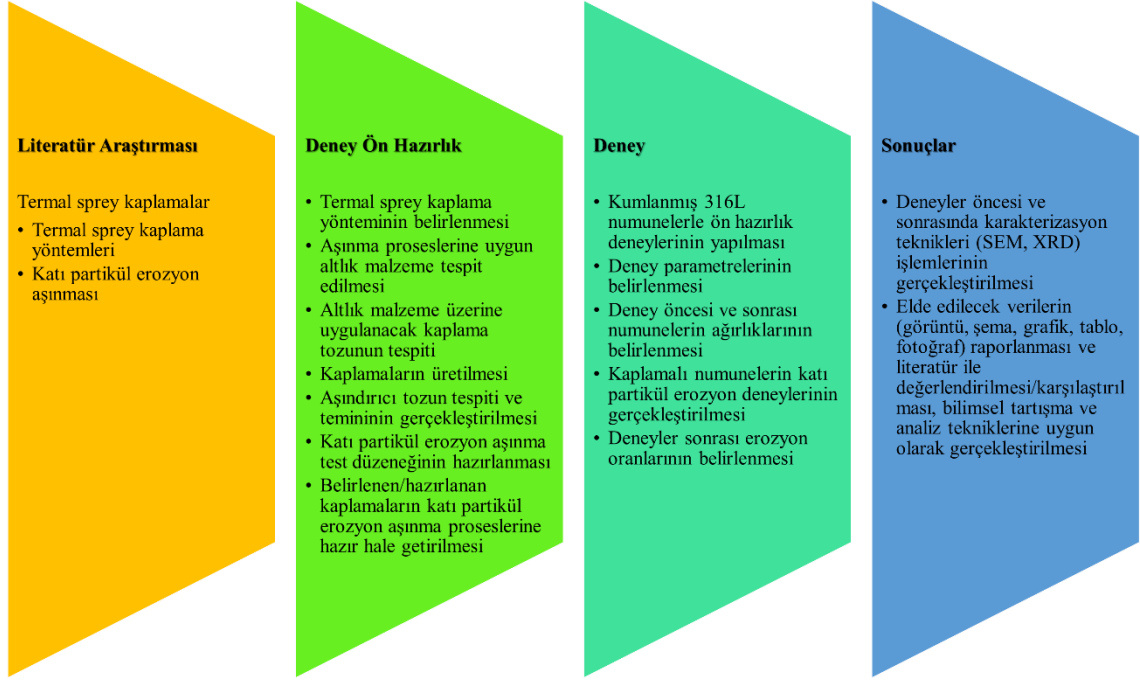 Literatür Araştırması
Termal sprey kaplamalar
• Termal sprey kaplama
yöntemleri
• Katı partikül erozyon
aşınması
Deney Ön Hazırlık
• Termal sprey kaplama
yönteminin belirlenmesi
• Aşınma proseslerine uygun
altlık malzeme tespit
edilmesi
• Altlık malzeme üzerine
uygulanacak kaplama
tozunun tespiti
• Kaplamaların üretilmesi
• Aşındırıcı tozun tespiti ve
temininin gerçekleştirilmesi
• Katı partikül erozyon aşınma
test düzeneğinin hazırlanması
• Belirlenen/hazırlanan
kaplamaların katı partikül
erozyon aşınma proseslerine
hazır hale getirilmesi
Deney
• Kumlanmış 316L
numunelerle ön hazırlık
deneylerinin yapılması
• Deney parametrelerinin
belirlenmesi
• Deney öncesi ve sonrası
numunelerin ağırlıklarının
belirlenmesi
• Kaplamalı numunelerin katı
partikül erozyon deneylerinin
gerçekleştirilmesi
• Deneyler sonrası erozyon
oranlarının belirlenmesi
Sonuçlar
• Deneyler öncesi ve
sonrasında karakterizasyon
teknikleri (SEM, XRD)
işlemlerinin
gerçekleştirilmesi
• Elde edilecek verilerin
(görüntü, şema, grafik, tablo,
fotoğraf) raporlanması ve
literatür ile
değerlendirilmesi/karşılaştırıl
ması, bilimsel tartışma ve
analiz tekniklerine uygun
olarak gerçekleştirilmesi